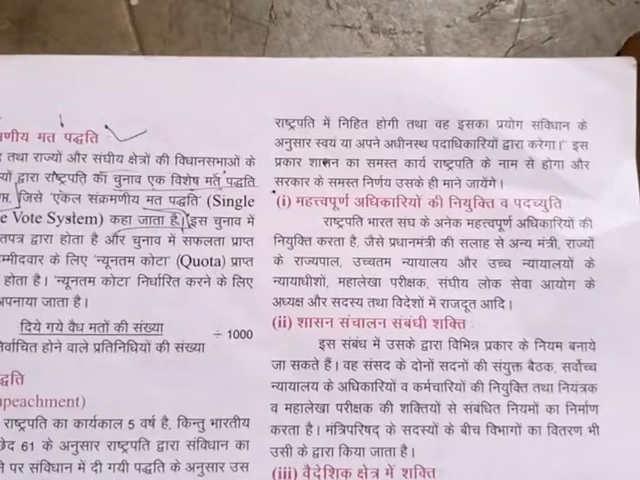 मणीय मत पद्धति
तथा राज्यों और संघीय क्षेत्रों की विधानसभाओं के
यों द्वारा राष्ट्रपति का चुनाव एक विशेष मत पद्धति
जिसे 'एकल संक्रमणीय मत पद्धति' (Single
e Vote System) कहा जाता है। इस चुनाव में
तपत्र द्वारा होता है और चुनाव में सफलता प्राप्त
म्मीदवार के लिए 'न्यूनतम कोटा' (Quota) प्राप्त
होता है। 'न्यूनतम कोटा' निर्धारित करने के लिए
अपनाया जाता है।
दिये गये वैध मतों की संख्या
÷ 1000
नेर्वाचित होने वाले प्रतिनिधियों की संख्या
द्धति
mpeachment)
राष्ट्रपति का कार्यकाल 5 वर्ष है, किन्तु भारतीय
छेद 61 के अनुसार राष्ट्रपति द्वारा संविधान का
ने पर संविधान में दी गयी पद्धति के अनुसार उस
राष्ट्रपति में निहित होगी तथा वह इसका प्रयोग संविधान के
अनुसार स्वयं या अपने अधीनस्थ पदाधिकारियों द्वारा करेगा।" इस
प्रकार शासन का समस्त कार्य राष्ट्रपति के नाम से होगा और
सरकार के समस्त निर्णय उसके ही माने जायेंगे।
(i) महत्त्वपूर्ण अधिकारियों की नियुक्ति व पदच्युति
राष्ट्रपति भारत संघ के अनेक महत्त्वपूर्ण अधिकारियों की
नियुक्ति करता है, जैसे प्रधानमंत्री की सलाह से अन्य मंत्री, राज्यों
के राज्यपाल, उच्चतम न्यायालय और उच्च न्यायालयों के
न्यायाधीशों, महालेखा परीक्षक, संघीय लोक सेवा आयोग के
अध्यक्ष और सदस्य तथा विदेशों में राजदूत आदि।
(ii) शासन संचालन संबंधी शक्ति
इस संबंध में उसके द्वारा विभिन्न प्रकार के नियम बनाये
जा सकते हैं। वह संसद के दोनों सदनों की संयुक्त बैठक, सर्वोच्च
न्यायालय के अधिकारियों व कर्मचारियों की नियुक्ति तथा नियंत्रक
व महालेखा परीक्षक की शक्तियों से संबंधित नियमों का निर्माण
करता है। मंत्रिपरिषद् के सदस्यों के बीच विभागों का वितरण भी
उसी के द्वारा किया जाता है।
(iii) वैदेशिक क्षेत्र में शक्ति